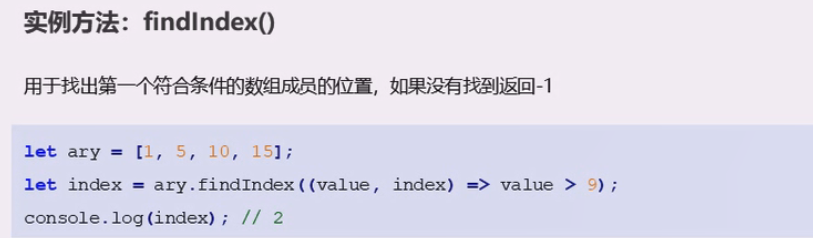 实例方法：findIndex()
用于找出第一个符合条件的数组成员的位置，如果没有找到返回-1
let ary = [1, 5, 10, 15];
let index = ary.findIndex((value, index) => value > 9);
console.log(index); // 2